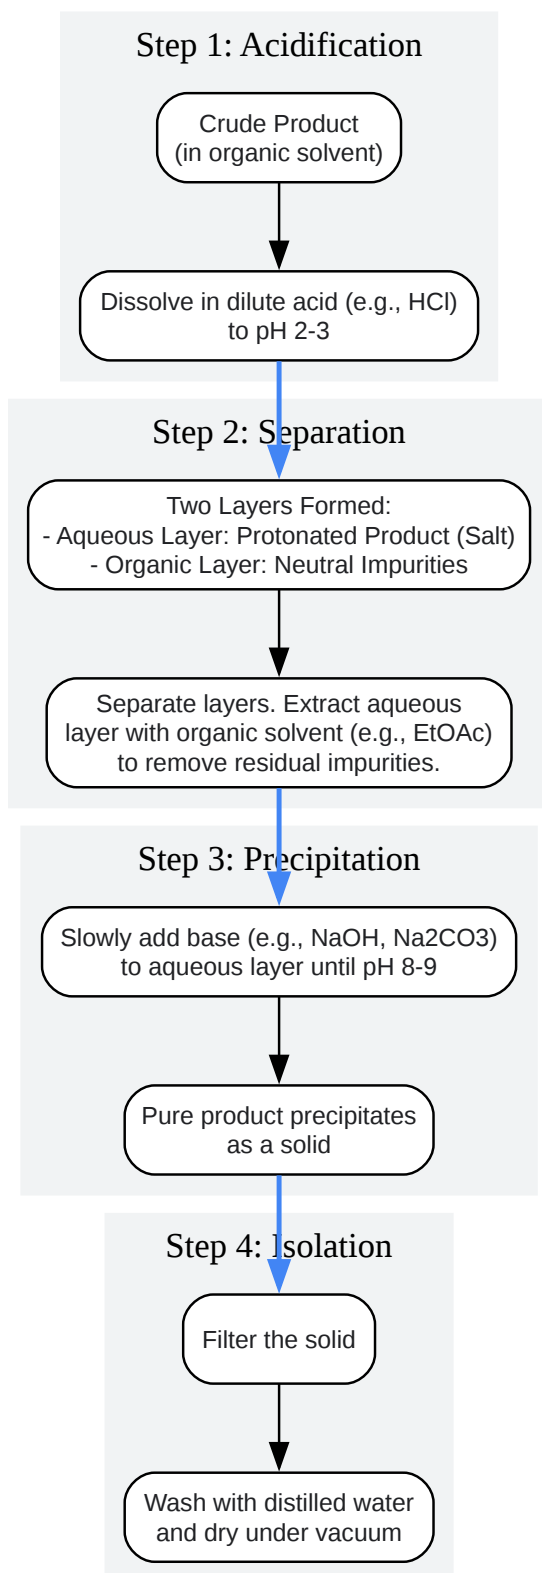 Step 1: Acidification
Crude Product
(in organic solvent)
Dissolve in dilute acid (e.g., HCl)
to pH 2-3
Step 2: Separation
Two Layers Formed:
- Aqueous Layer: Protonated Product (Salt)
- Organic Layer: Neutral Impurities
Separate layers. Extract aqueous
layer with organic solvent (e.g., EtOAc)
to remove residual impurities.
Step 3: Precipitation
Slowly add base (e.g., NaOH, Na2CO3)
to aqueous layer until pH 8-9
Pure product precipitates
as a solid
Step 4: Isolation
Filter the solid
Wash with distilled water
and dry under vacuum